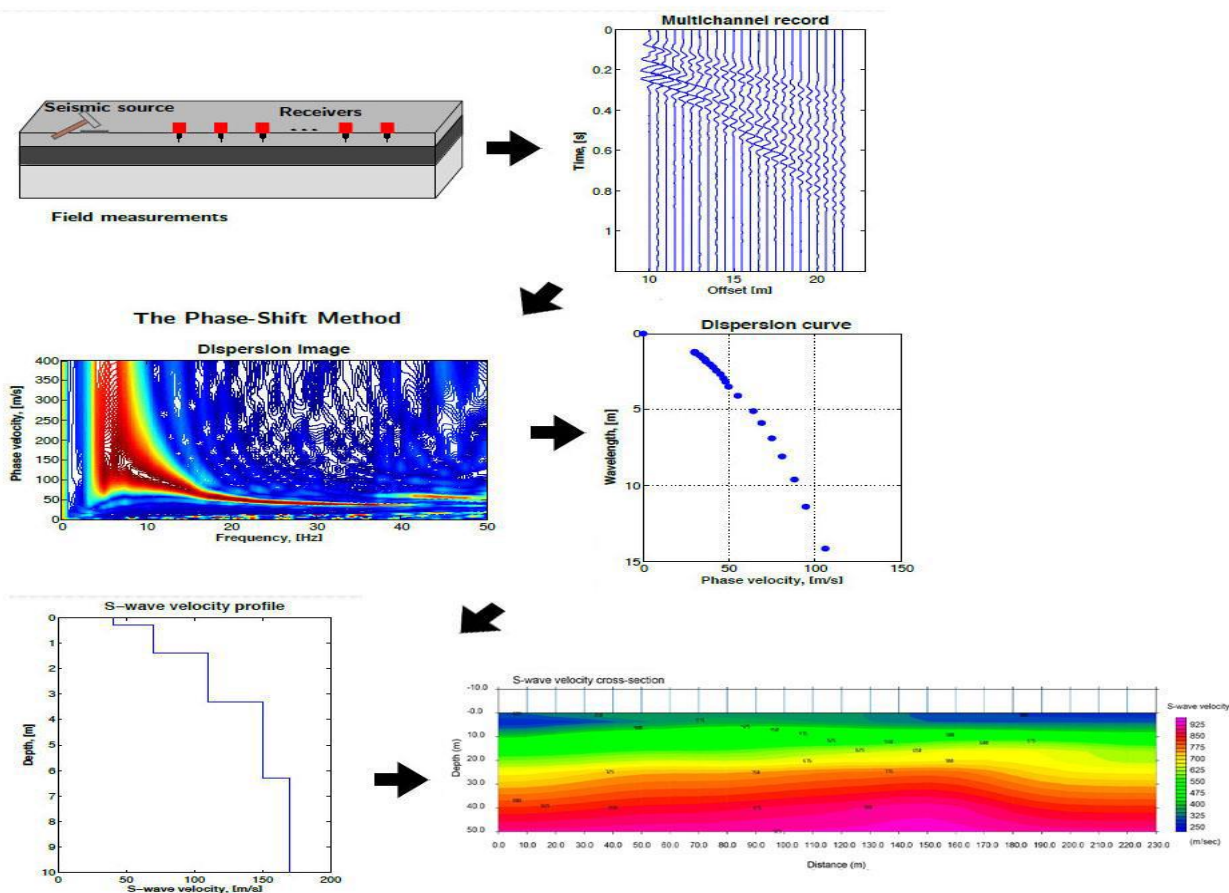 Seismic source
Receivers
Field measurements
Multichannel record
0
0.2
0.4
0.6
0.8
1
Time, [s]
10
15
20
Offset [m]
The Phase-Shift Method
Dispersion image
400
350
300
250
200
150
100
50
0
Phase velocity, [m/s]
0
10
20
30
40
50
Frequency, [Hz]
Dispersion curve
0
5
10
15
Wavelength, [m]
0
50
100
150
Phase velocity, [m/s]
S-wave velocity profile
0
1
2
3
4
5
6
7
8
9
10
Depth, [m]
0
50
100
150
200
S-wave velocity, [m/s]
S-wave velocity cross-section
-10.0
-0.0
10.0
20.0
30.0
40.0
50.0
Depth (m)
0.0 10.0 20.0 30.0 40.0 50.0 60.0 70.0 80.0 90.0 100.0 110.0 120.0 130.0 140.0 150.0 160.0 170.0 180.0 190.0 200.0 210.0 220.0 230.0
Distance (m)
S-wave velocity
925
850
775
700
625
550
475
400
325
250
(m/sec)